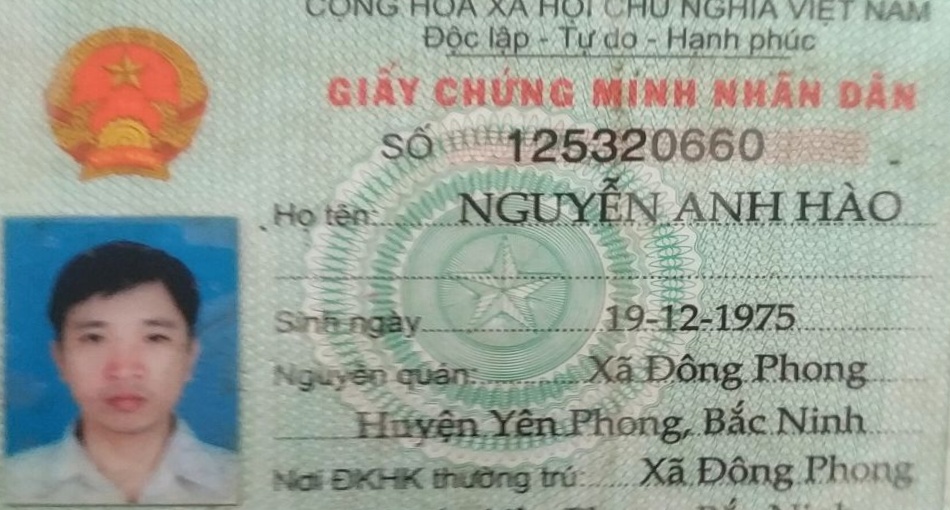 CỘNG HÒA XÃ HỘI CHỦ NGHĨA VIỆT NAM
Độc lập - Tự do - Hạnh phúc
GIẤY CHỨNG MINH NHÂN DÂN
SỐ 125320660
Họ tên: NGUYỄN ANH HÀO
Sinh ngày 19-12-1975
Nguyên quán: Xã Đông Phong
Huyện Yên Phong, Bắc Ninh
Nơi ĐKHK thường trú: Xã Đông Phong